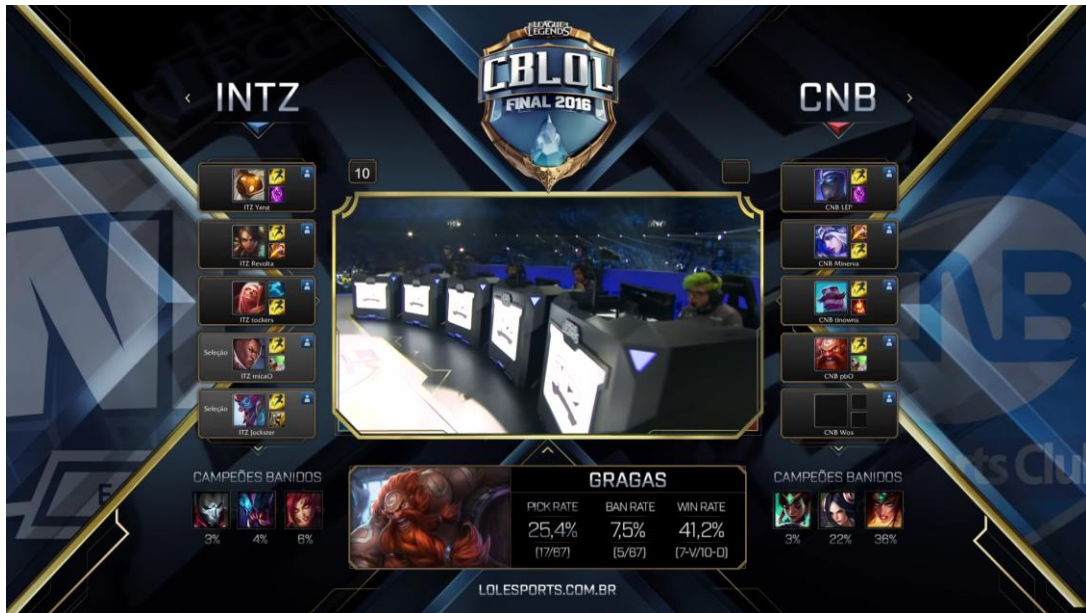 LEAGUE
LEGENDS
CBLOL
FINAL 2016
INTZ
CNB
10
ITZ Yang
ITZ Revolta
ITZ tockers
Seleção
ITZ micaO
Seleção
ITZ Jockster
CNB LEP
CNB Minerva
CNB tinowns
CNB pbO
CNB Wos
CAMPEÕES BANIDOS
3% 4% 6%
GRAGAS
PICK RATE BAN RATE WIN RATE
25,4% 7,5% 41,2%
(17/67) (5/67) (7-V/10-D)
CAMPEÕES BANIDOS
3% 22% 38%
LOLESPORTS.COM.BR